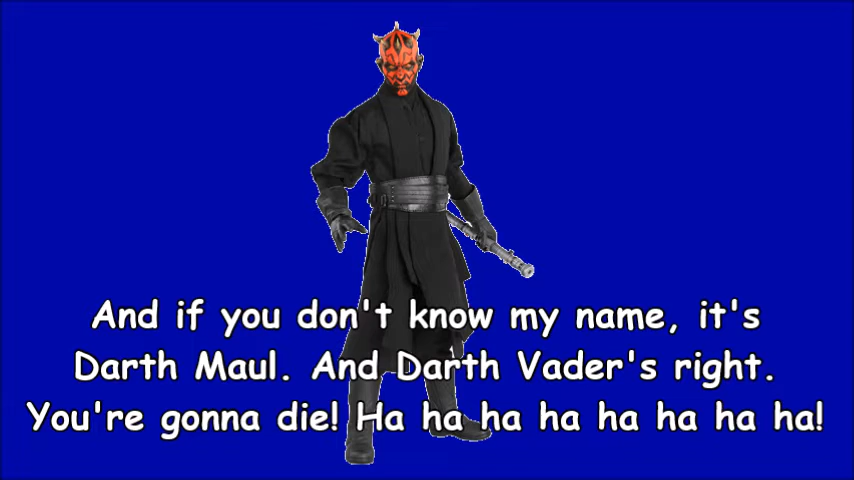 And if you don't know my name, it's
Darth Maul. And Darth Vader's right.
You're gonna die! Ha ha ha ha ha ha ha ha!